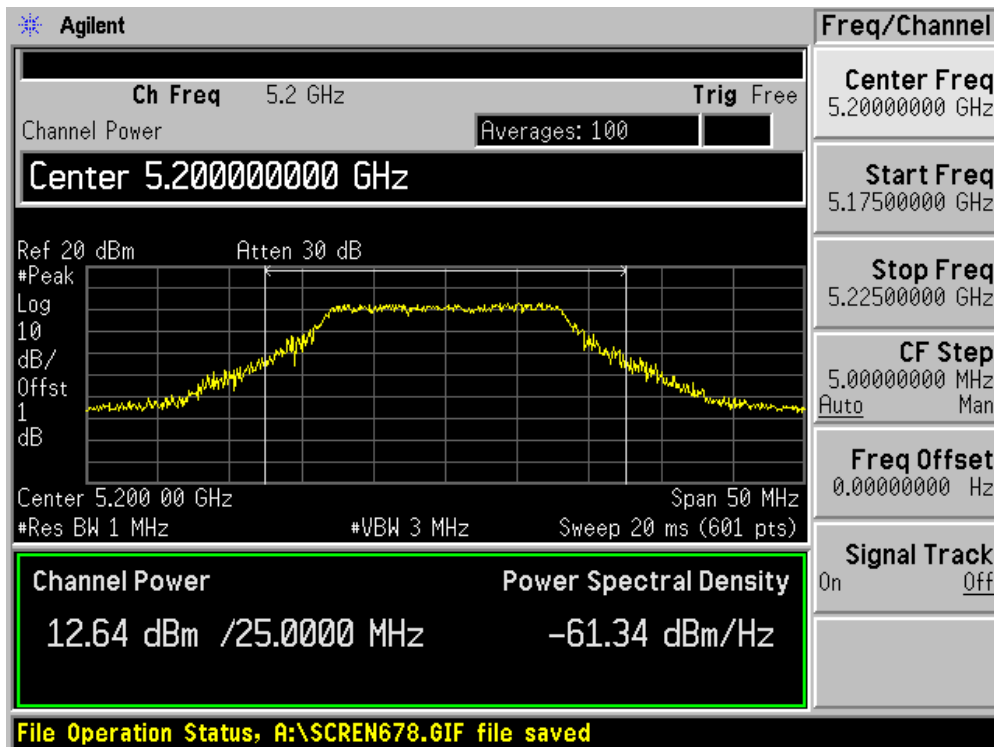 Agilent
Ch Freq 5.2 GHz Trig Free
Channel Power Averages: 100
Center 5.200000000 GHz
Ref 20 dBm Atten 30 dB
#Peak
Log
10
dB/
Offst
1
dB
Center 5.200 00 GHz Span 50 MHz
#Res BW 1 MHz #VBW 3 MHz Sweep 20 ms (601 pts)
Channel Power Power Spectral Density
12.64 dBm /25.0000 MHz -61.34 dBm/Hz
File Operation Status, A:\SCREN678.GIF file saved
Freq/Channel
Center Freq
5.20000000 GHz
Start Freq
5.17500000 GHz
Stop Freq
5.22500000 GHz
CF Step
5.00000000 MHz
Auto Man
Freq Offset
0.00000000 Hz
Signal Track
On Off